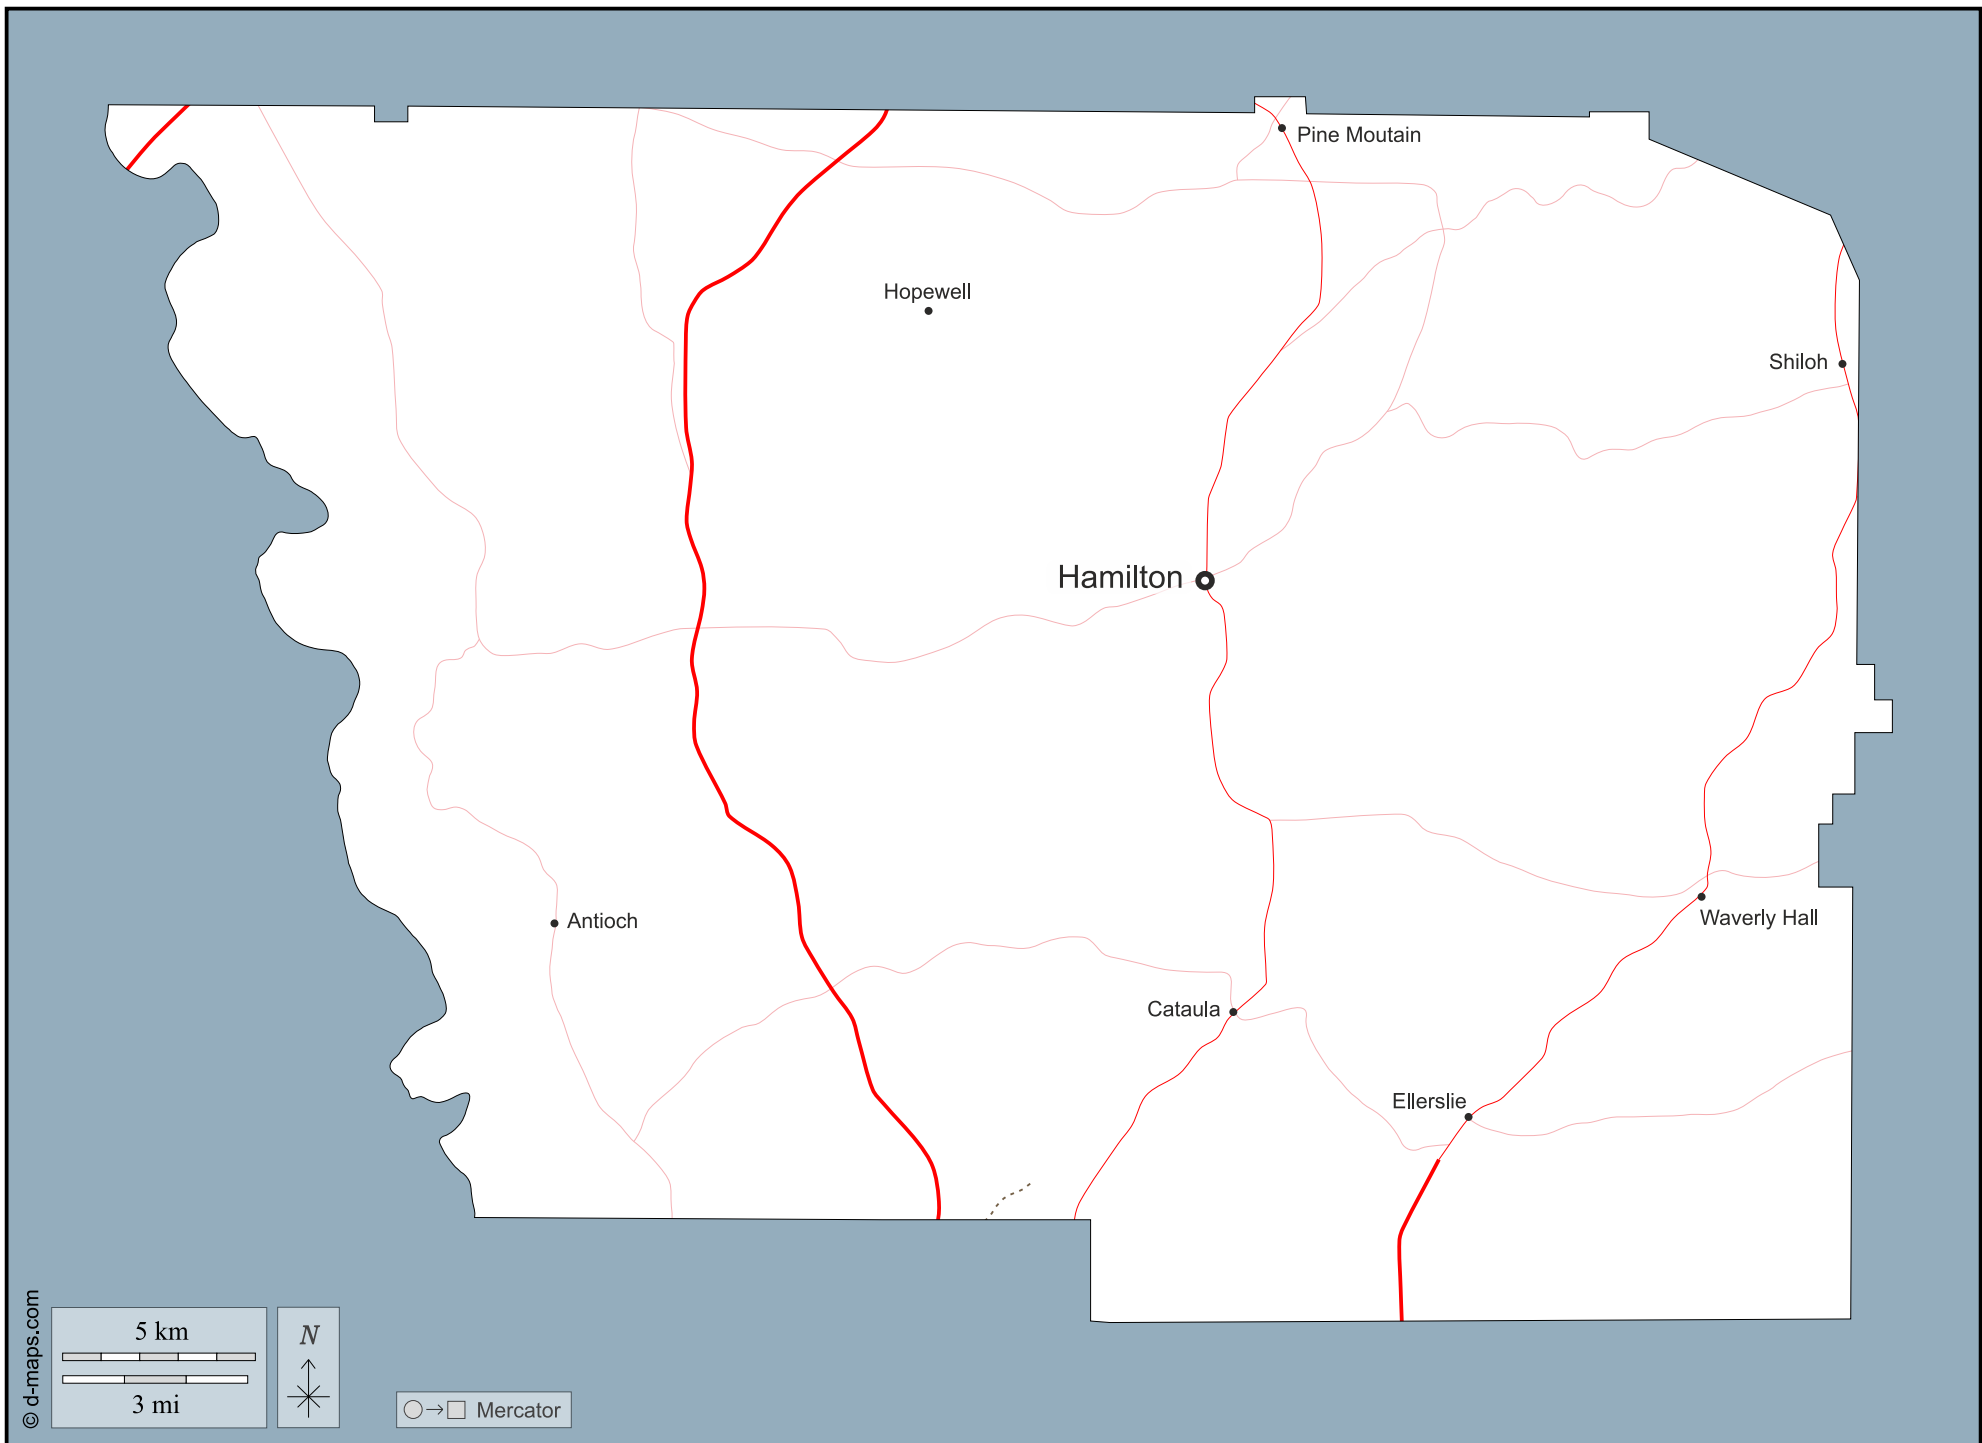 Pine Moutain
Hopewell
Shiloh
Hamilton
Antioch
Waverly Hall
Cataula
Ellerslie
© d-maps.com
5 km
3 mi
N
Mercator